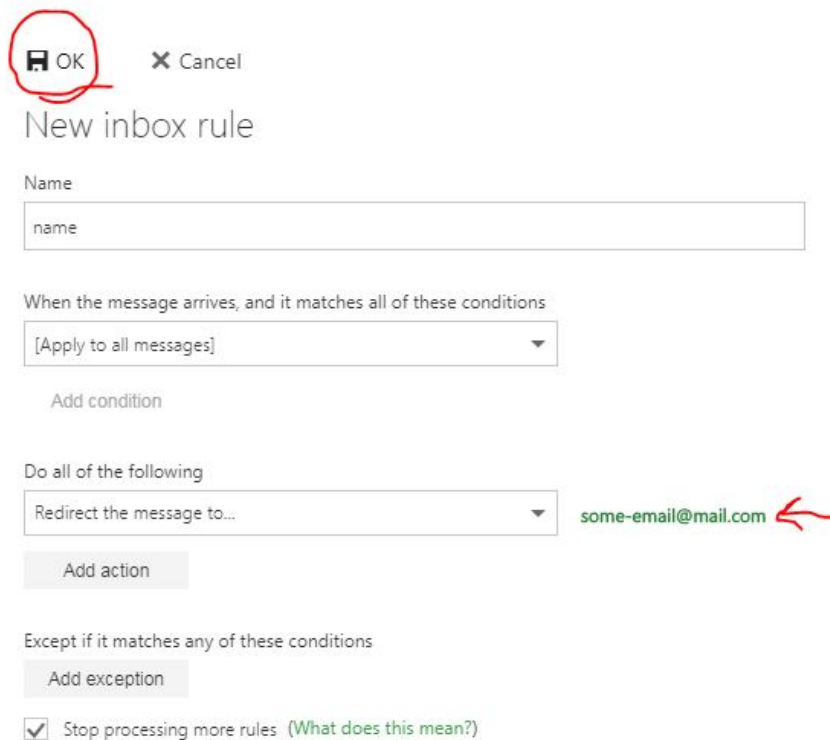 OK Cancel
New inbox rule
Name
name
When the message arrives, and it matches all of these conditions
[Apply to all messages]
Add condition
Do all of the following
Redirect the message to...
some-email@mail.com
Add action
Except if it matches any of these conditions
Add exception
Stop processing more rules (What does this mean?)